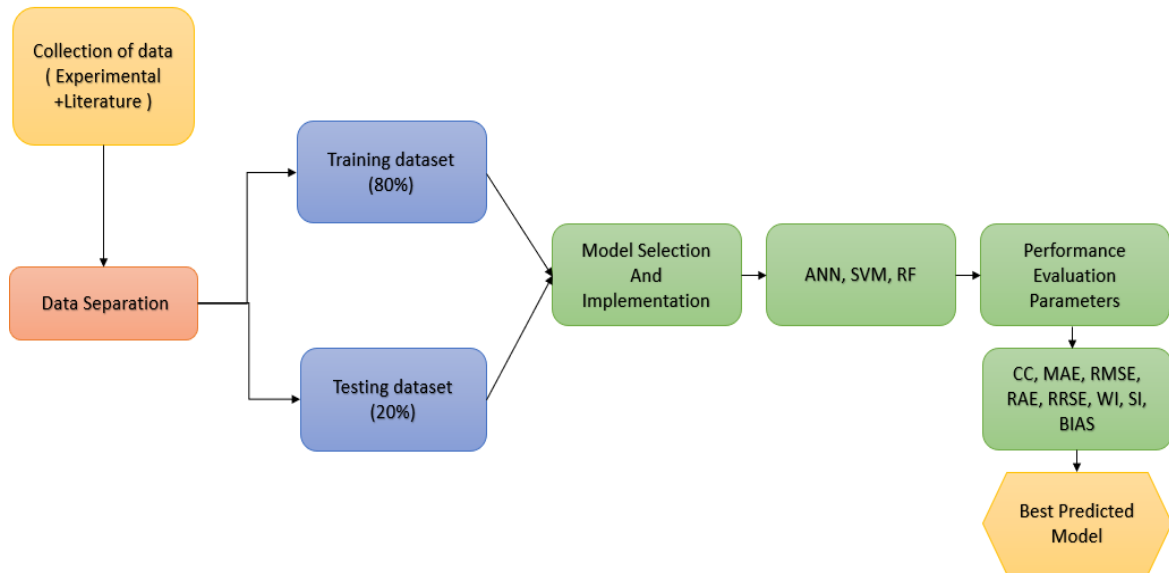 Collection of data
( Experimental
+Literature )
Data Separation
Training dataset
(80%)
Testing dataset
(20%)
Model Selection
And
Implementation
ANN, SVM, RF
Performance
Evaluation
Parameters
CC, MAE, RMSE,
RAE, RRSE, WI, SI,
BIAS
Best Predicted
Model